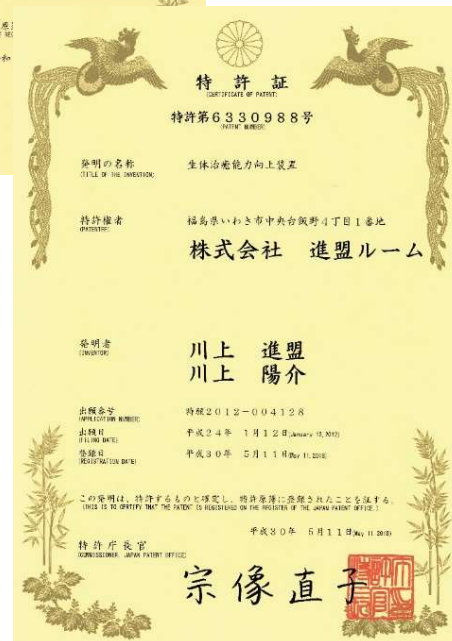 特許証
(CERTIFICATE OF PATENT)
特許第6330988号
(PATENT NUMBER)
発明の名称
(TITLE OF THE INVENTION)
生体治癒能力向上装置
特許権者
(PATENTEE)
福島県いわき市中央台飯野4丁目1番地
株式会社 進盟ルーム
発明者
(INVENTOR)
川上 進盟
川上 陽介
出願番号
(APPLICATION NUMBER)
特願2012-004128
出願日
(FILING DATE)
平成24年 1月12日(January 12,2012)
登録日
(REGISTRATION DATE)
平成30年 5月11日(May 11,2018)
この発明は、特許するものと確定し、特許原簿に登録されたことを証する。
(THIS IS TO CERTIFY THAT THE PATENT IS REGISTERED ON THE REGISTER OF THE JAPAN PATENT OFFICE.)
平成30年 5月11日(May 11,2018)
特許庁長官
(COMMISSIONER, JAPAN PATENT OFFICE)
宗像直子